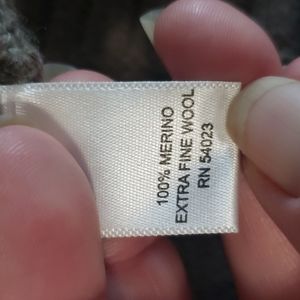 100% MERINO
EXTRA FINE WOOL
RN 54023